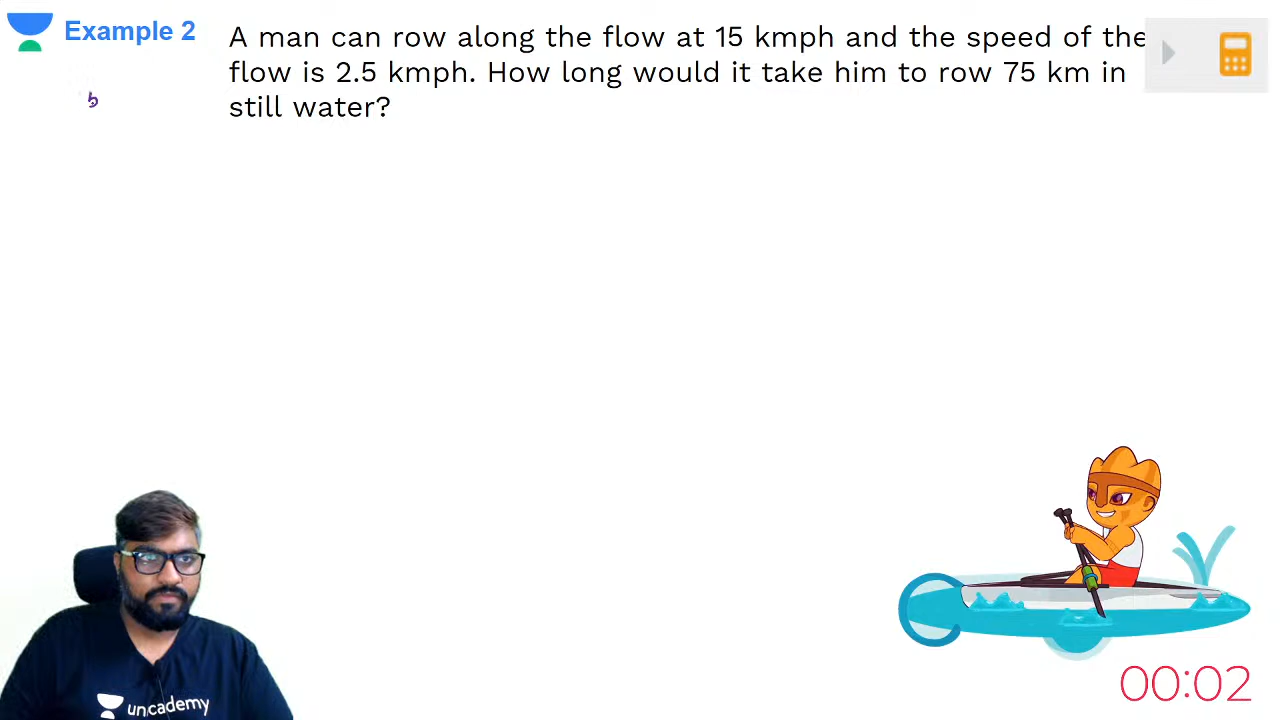 Example 2
A man can row along the flow at 15 kmph and the speed of the
flow is 2.5 kmph. How long would it take him to row 75 km in
still water?
b
unacademy
00:02